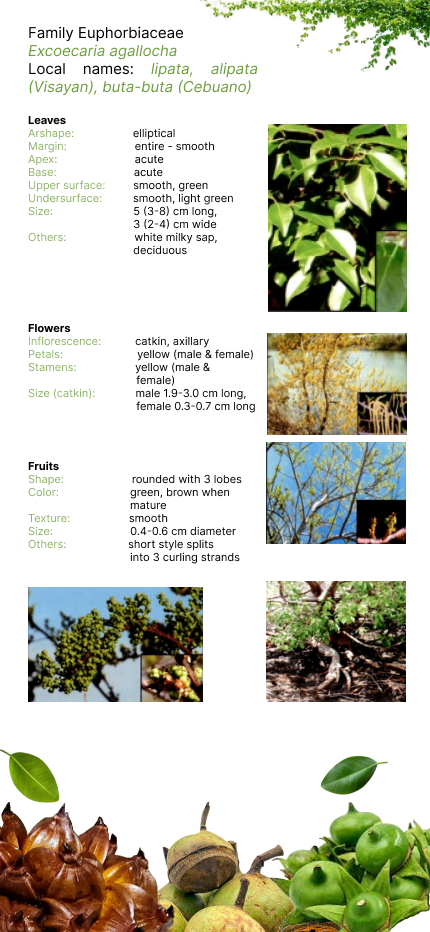 Family Euphorbiaceae
Excoecaria agallocha
Local names: lipata, alipata
(Visayan), buta-buta (Cebuano)
Leaves
Arshape: elliptical
Margin: entire - smooth
Apex: acute
Base: acute
Upper surface: smooth, green
Undersurface: smooth, light green
Size: 5 (3-8) cm long,
3 (2-4) cm wide
Others: white milky sap,
deciduous
Flowers
Inflorescence: catkin, axillary
Petals: yellow (male & female)
Stamens: yellow (male &
female)
Size (catkin): male 1.9-3.0 cm long,
female 0.3-0.7 cm long
Fruits
Shape: rounded with 3 lobes
Color: green, brown when
mature
Texture: smooth
Size: 0.4-0.6 cm diameter
Others: short style splits
into 3 curling strands